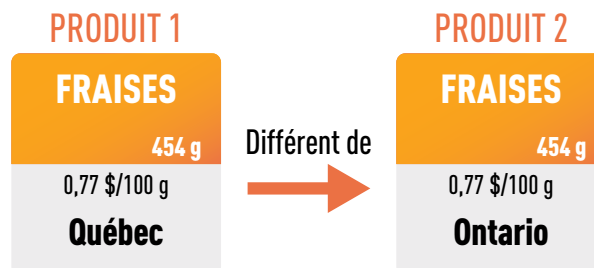 PRODUIT 1
FRAISES
454 g
0,77 $/100 g
Québec
Différent de
PRODUIT 2
FRAISES
454 g
0,77 $/100 g
Ontario